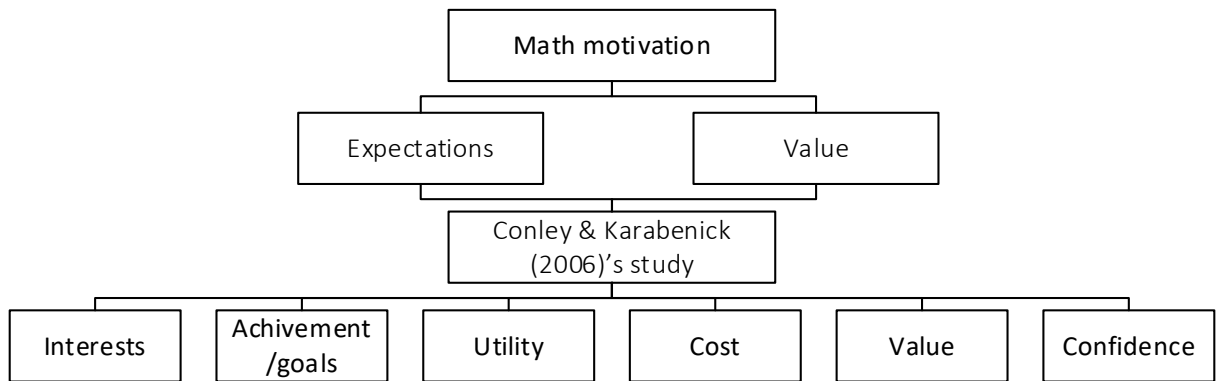 Math motivation
Expectations
Value
Conley & Karabenick
(2006)'s study
Interests
Achivement
/goals
Utility
Cost
Value
Confidence